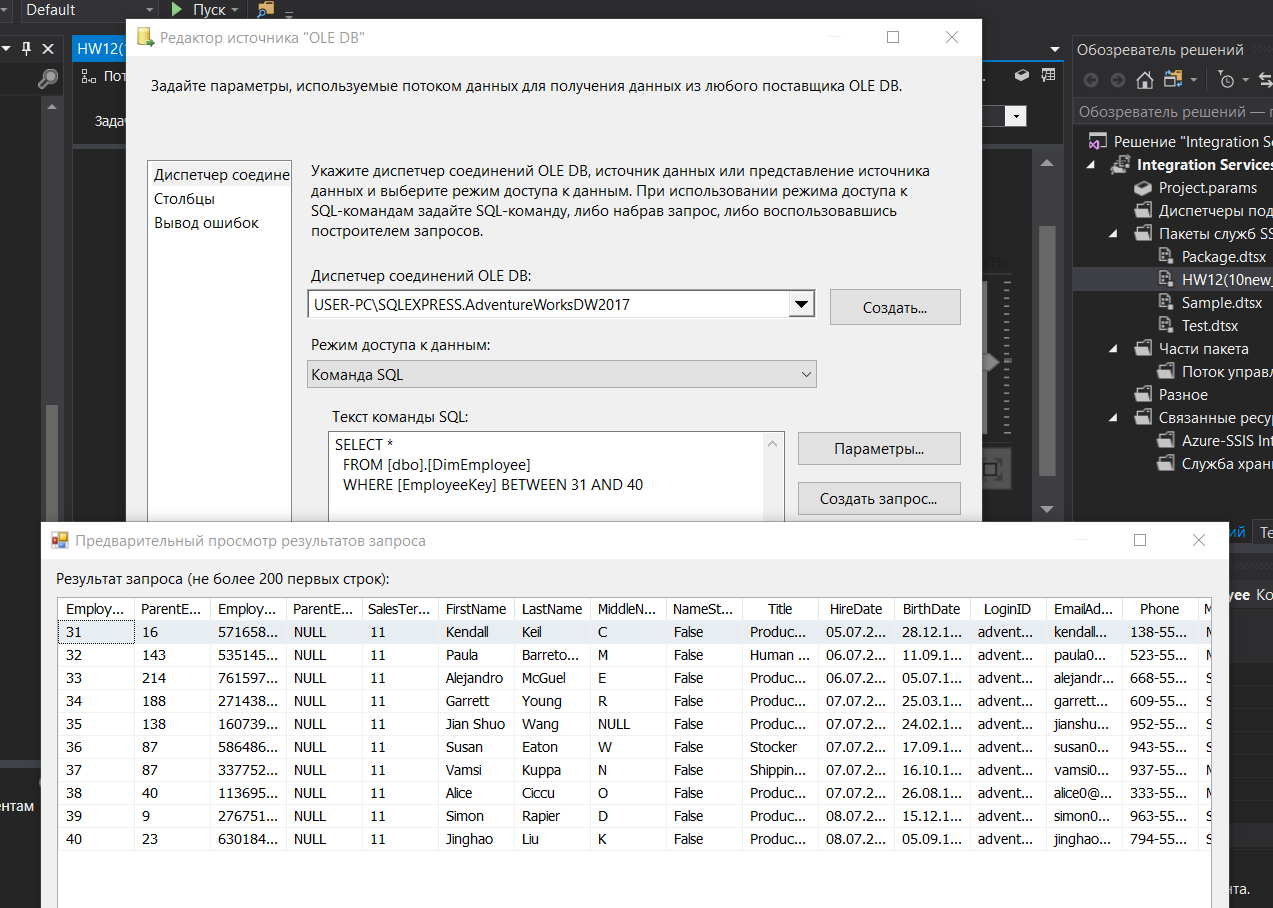 Default Пуск
HW12(1
Пот
Задач
Редактор источника "OLE DB"
Задайте параметры, используемые потоком данных для получения данных из любого поставщика OLE DB.
Диспетчер соедине
Столбцы
Вывод ошибок
Укажите диспетчер соединений OLE DB, источник данных или представление источника
данных и выберите режим доступа к данным. При использовании режима доступа к
SQL-командам задайте SQL-команду, либо набрав запрос, либо воспользовавшись
построителем запросов.
Диспетчер соединений OLE DB:
USER-PC\SQLEXPRESS.AdventureWorksDW2017
Создать...
Режим доступа к данным:
Команда SQL
Текст команды SQL:
SELECT *
FROM [dbo].[DimEmployee]
WHERE [EmployeeKey] BETWEEN 31 AND 40
Параметры...
Создать запрос...
Обозреватель решений
Обозреватель решений — п
Решение "Integration Se
Integration Services
Project.params
Диспетчеры под
Пакеты служб SS
Package.dtsx
HW12(10new_
Sample.dtsx
Test.dtsx
Части пакета
Поток управл
Разное
Связанные ресур
Azure-SSIS Int
Служба хран
ий Те
yee Ко
ентам
нта.
Предварительный просмотр результатов запроса
Результат запроса (не более 200 первых строк):
Employ... ParentE... Employ... ParentE... SalesTer... FirstName LastName MiddleN... NameSt... Title HireDate BirthDate LoginID EmailAd... Phone M
31 16 571658... NULL 11 Kendall Keil C False Produc... 05.07.2... 28.12.1... advent... kendall... 138-55... M
32 143 535145... NULL 11 Paula Barreto... M False Human ... 06.07.2... 11.09.1... advent... paula0... 523-55... M
33 214 761597... NULL 11 Alejandro McGuel E False Produc... 06.07.2... 05.07.1... advent... alejandr... 668-55... S
34 188 271438... NULL 11 Garrett Young R False Produc... 07.07.2... 25.03.1... advent... garrett... 609-55... S
35 138 160739... NULL 11 Jian Shuo Wang NULL False Produc... 07.07.2... 24.02.1... advent... jianshu... 952-55... S
36 87 586486... NULL 11 Susan Eaton W False Stocker 07.07.2... 17.09.1... advent... susan0... 943-55... S
37 87 337752... NULL 11 Vamsi Kuppa N False Shippin... 07.07.2... 16.10.1... advent... vamsi0... 937-55... M
38 40 113695... NULL 11 Alice Ciccu O False Produc... 07.07.2... 26.08.1... advent... alice0@... 333-55... M
39 9 276751... NULL 11 Simon Rapier D False Produc... 08.07.2... 15.12.1... advent... simon0... 963-55... S
40 23 630184... NULL 11 Jinghao Liu K False Produc... 08.07.2... 05.09.1... advent... jinghao... 794-55... S